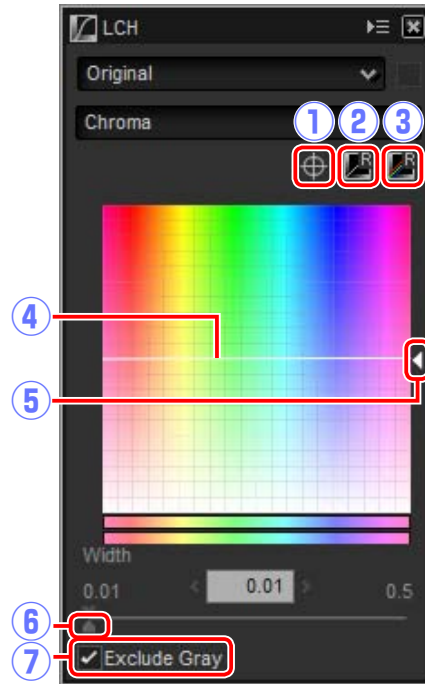 LCH
Original
Chroma
1 2 3
R R
4
5
Width
0.01 0.01 0.5
6
7 Exclude Gray